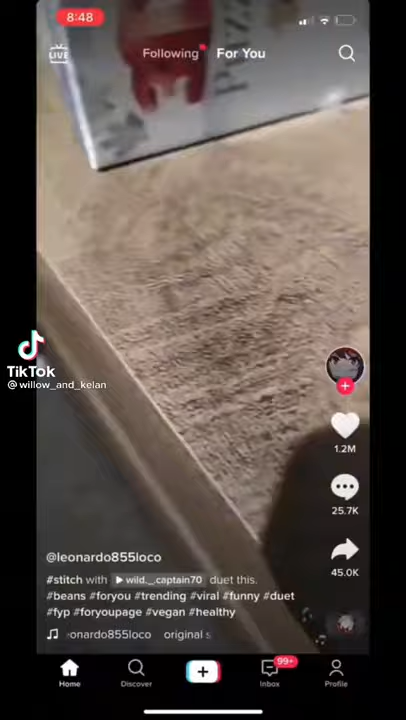 8:48
LIVE
Following
For You
TikTok
@willow_and_kelan
1.2M
25.7K
45.0K
@leonardo855loco
#stitch with ▶ wild._.captain70 duet this.
#beans #foryou #trending #viral #funny #duet
#fyp #foryoupage #vegan #healthy
onardo855loco original s
99+
Home
Discover
Inbox
Profile